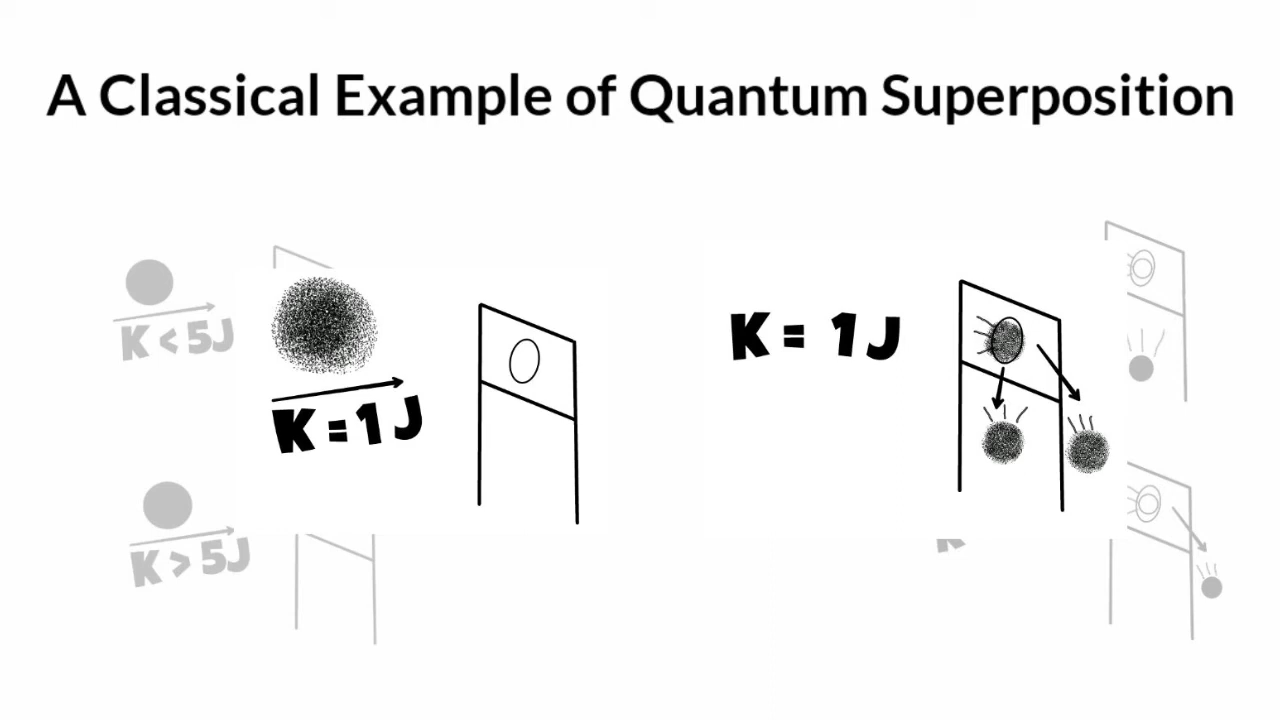 A Classical Example of Quantum Superposition
K < 5J
K = 1J
K = 1J
K > 5J
K